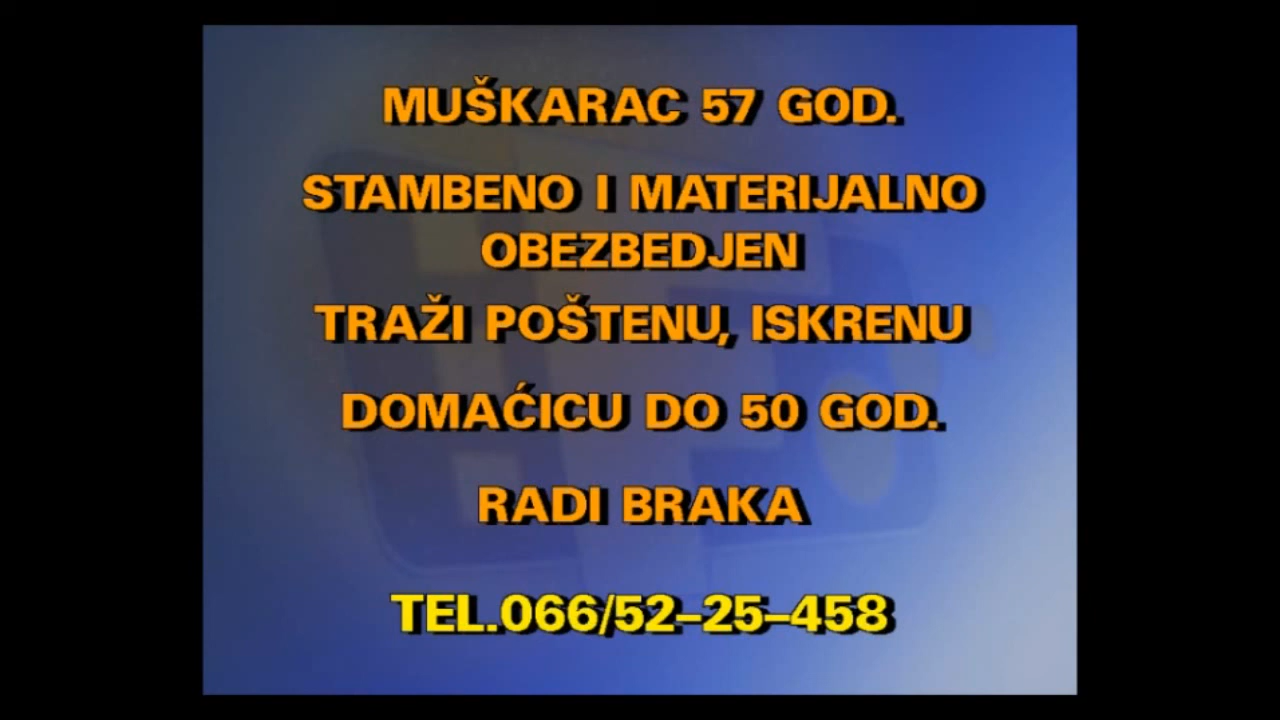 MUŠKARAC 57 GOD.
STAMBENO I MATERIJALNO
OBEZBEDJEN
TRAŽI POŠTENU, ISKRENU
DOMAĆICU DO 50 GOD.
RADI BRAKA
TEL.066/52–25–458